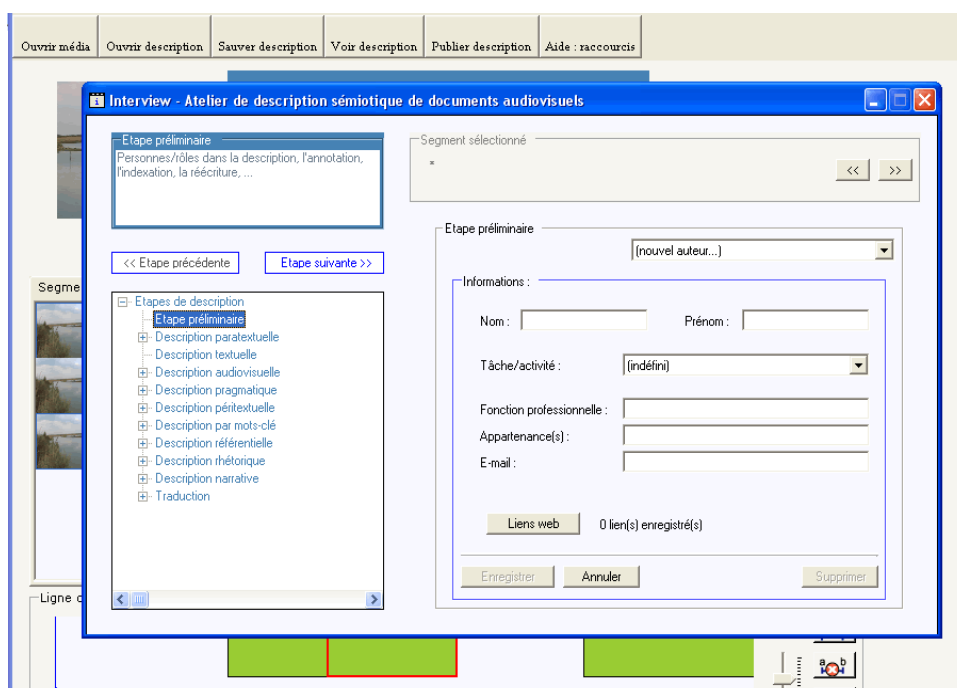 Ouvrir média
Ouvrir description
Sauver description
Voir description
Publier description
Aide : raccourcis
Interview - Atelier de description sémiotique de documents audiovisuels
Etape préliminaire
Personnes/rôles dans la description, l'annotation,
l'indexation, la réécriture, ...
Segment sélectionné
*
<<
>>
<< Etape précédente
Etape suivante >>
Etapes de description
Etape préliminaire
Description paratextuelle
Description textuelle
Description audiovisuelle
Description pragmatique
Description péritextuelle
Description par mots-clé
Description référentielle
Description rhétorique
Description narrative
Traduction
Etape préliminaire
(nouvel auteur...)
Informations :
Nom :
Prénom :
Tâche/activité :
(indéfini)
Fonction professionnelle :
Appartenance(s) :
E-mail :
Liens web
0 lien(s) enregistré(s)
Enregistrer
Annuler
Supprimer
Segme
Ligne
a b